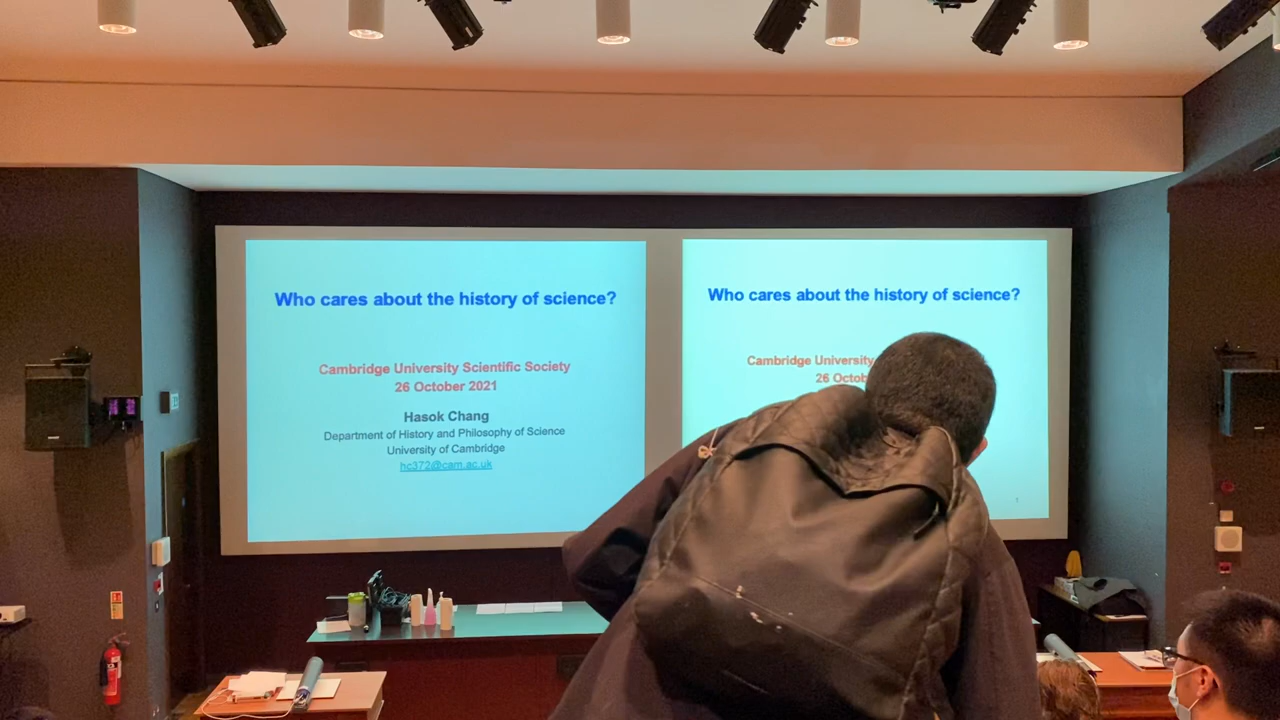 Who cares about the history of science?
Cambridge University Scientific Society
26 October 2021
Hasok Chang
Department of History and Philosophy of Science
University of Cambridge
hc372@cam.ac.uk
Who cares about the history of science?
Cambridge University
26 Octob
1